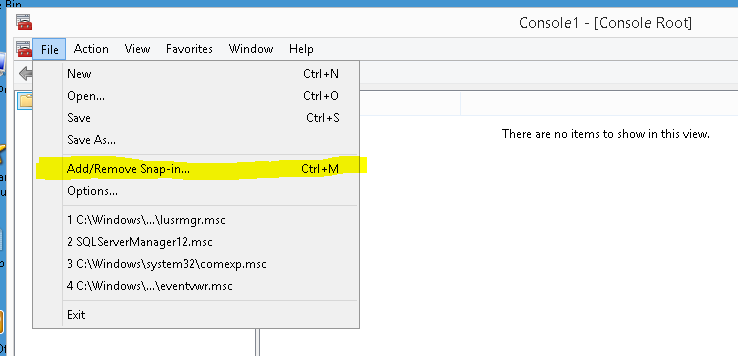 Bin
Console1 - [Console Root]
File Action View Favorites Window Help
New Ctrl+N
Open... Ctrl+O
Save Ctrl+S
Save As...
There are no items to show in this view.
Add/Remove Snap-in... Ctrl+M
Options...
1 C:\Windows\...\lusrmgr.msc
2 SQLServerManager12.msc
3 C:\Windows\system32\comexp.msc
4 C:\Windows\...\eventvwr.msc
Exit